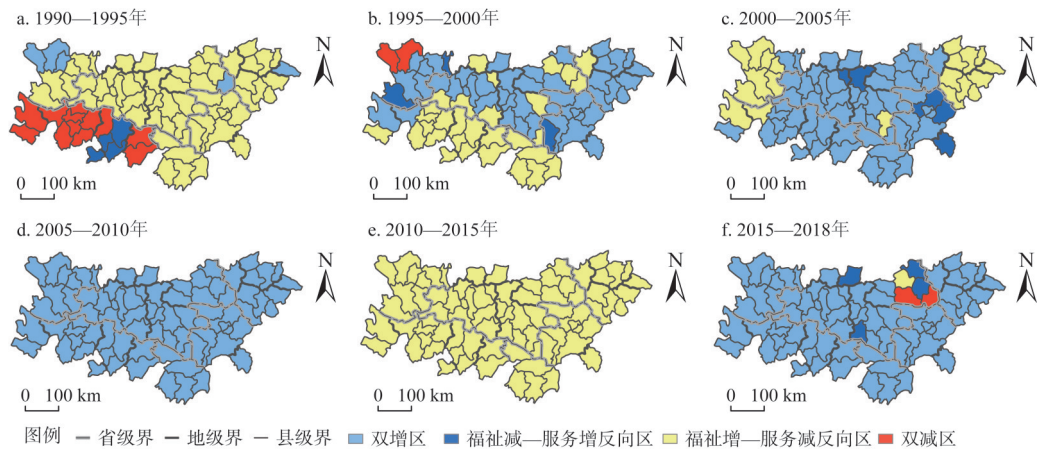 a. 1990—1995年
N
0 100 km
b. 1995—2000年
N
0 100 km
c. 2000—2005年
N
0 100 km
d. 2005—2010年
N
0 100 km
e. 2010—2015年
N
0 100 km
f. 2015—2018年
N
0 100 km
图例 省级界 地级界 县级界 双增区 福祉减—服务增反向区 福祉增—服务减反向区 双减区